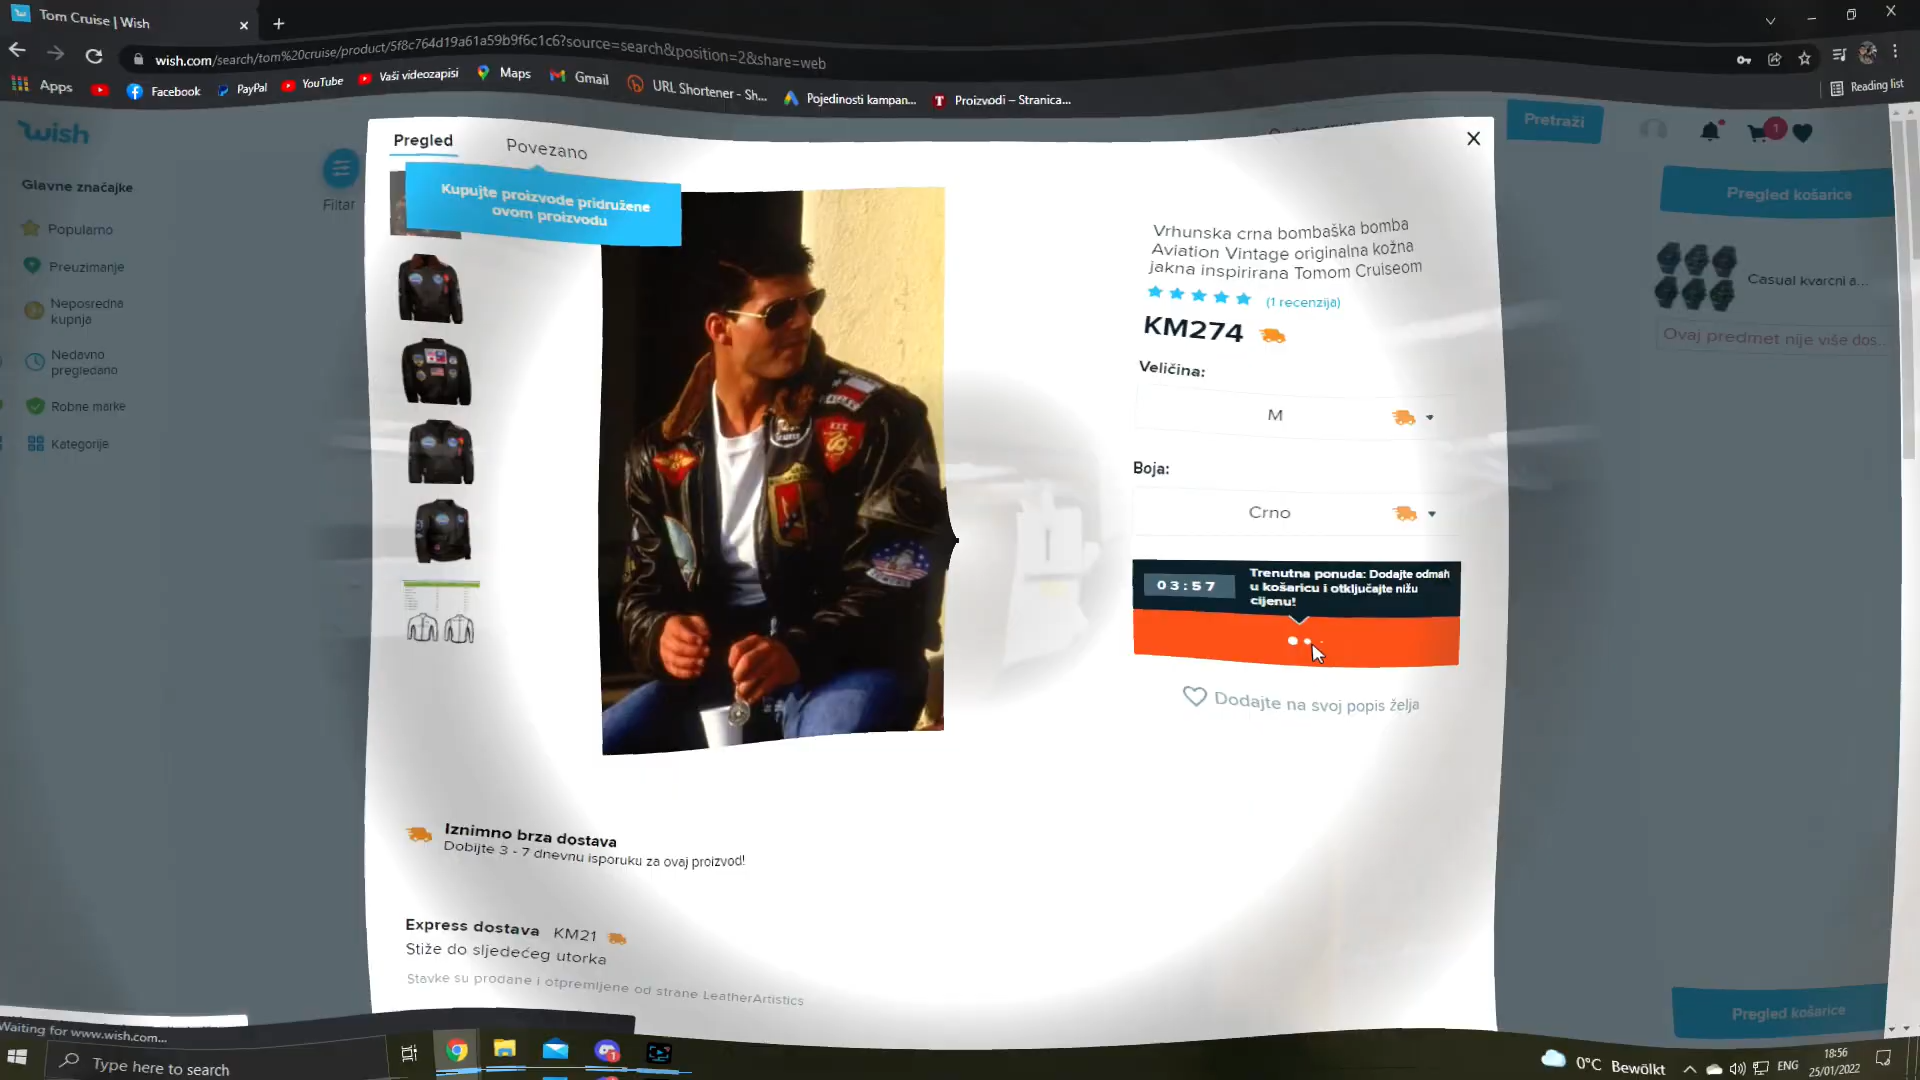 Tom Cruise | Wish
wish.com/search/tom%20cruise/product/5f8c764d19a61a59b9f6c1c6?source=search&position=2&share=web
Apps
Facebook
PayPal
YouTube
Vaši videozapisi
Maps
Gmail
URL Shortener - Sh...
Pojedinosti kampan...
Proizvodi – Stranica...
Reading list
wish
Pretraži
1
Glavne značajke
Popularno
Preuzimanje
Neposredna
kupnja
Nedavno
pregledano
Robne marke
Kategorije
Filtar
Pregled
Povezano
Kupujte proizvode pridružene
ovom proizvodu
Vrhunska crna bombaška bomba
Aviation Vintage originalna kožna
jakna inspirirana Tomom Cruiseom
(1 recenzija)
KM274
Veličina:
M
Boja:
Crno
03:57
Trenutna ponuda: Dodajte odmah
u košaricu i otključajte nižu
cijenu!
Dodajte na svoj popis želja
Iznimno brza dostava
Dobijte 3 - 7 dnevnu isporuku za ovaj proizvod!
Express dostava KM21
Stiže do sljedećeg utorka
Stavke su prodane i otpremljene od strane LeatherArtistics
Pregled košarice
Casual kvarcni a...
Ovaj predmet nije više dos...
Pregled košarice
Waiting for www.wish.com...
Type here to search
1
0°C Bewölkt
ENG
18:56
25/01/2022